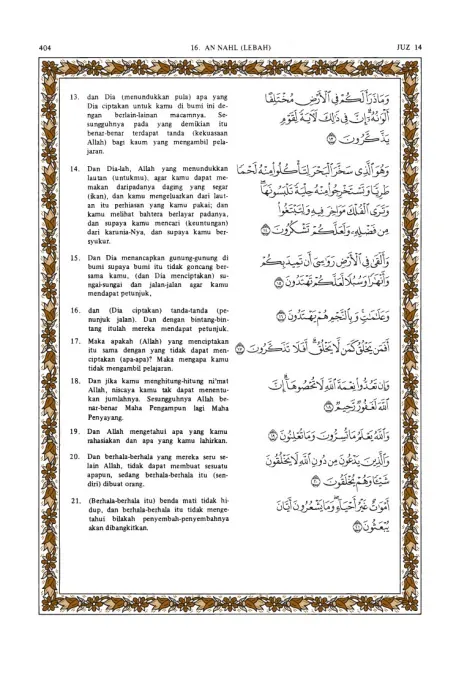 404
16. AN NAHL (LEBAH)
JUZ 14
13. dan Dia (menundukkan pula) apa yang
Dia ciptakan untuk kamu di bumi ini de-
ngan berlain-lainan macamnya. Se-
sungguhnya pada yang demikian itu
benar-benar terdapat tanda (kekuasaan
Allah) bagi kaum yang mengambil pela-
jaran.
وَمَا ذَرَأَ لَكُمْ فِي الْأَرْضِ مُخْتَلِفًا
أَلْوَانُهُ إِنَّ فِي ذَٰلِكَ لَآيَةً لِقَوْمٍ
يَذَّكَّرُونَ ⑬
14. Dan Dia-lah, Allah yang menundukkan
lautan (untukmu), agar kamu dapat me-
makan daripadanya daging yang segar
(ikan), dan kamu mengeluarkan dari laut-
an itu perhiasan yang kamu pakai; dan
kamu melihat bahtera berlayar padanya,
dan supaya kamu mencari (keuntungan)
dari karunia-Nya, dan supaya kamu ber-
syukur.
وَهُوَ الَّذِي سَخَّرَ الْبَحْرَ لِتَأْكُلُوا مِنْهُ لَحْمًا
طَرِيًّا وَتَسْتَخْرِجُوا مِنْهُ حِلْيَةً تَلْبَسُونَهَا
وَتَرَى الْفُلْكَ مَوَاخِرَ فِيهِ وَلِتَبْتَغُوا
مِنْ فَضْلِهِ وَلَعَلَّكُمْ تَشْكُرُونَ ⑭
15. Dan Dia menancapkan gunung-gunung di
bumi supaya bumi itu tidak goncang ber-
sama kamu, (dan Dia menciptakan) su-
ngai-sungai dan jalan-jalan agar kamu
mendapat petunjuk,
وَأَلْقَىٰ فِي الْأَرْضِ رَوَاسِيَ أَنْ تَمِيدَ بِكُمْ
وَأَنْهَارًا وَسُبُلًا لَعَلَّكُمْ تَهْتَدُونَ ⑮
16. dan (Dia ciptakan) tanda-tanda (pe-
nunjuk jalan). Dan dengan bintang-bin-
tang itulah mereka mendapat petunjuk.
وَعَلَامَاتٍ وَبِالنَّجْمِ هُمْ يَهْتَدُونَ ⑯
17. Maka apakah (Allah) yang menciptakan
itu sama dengan yang tidak dapat men-
ciptakan (apa-apa)? Maka mengapa kamu
tidak mengambil pelajaran.
أَفَمَنْ يَخْلُقُ كَمَنْ لَا يَخْلُقُ أَفَلَا تَذَكَّرُونَ ⑰
18. Dan jika kamu menghitung-hitung ni'mat
Allah, niscaya kamu tak dapat menentu-
kan jumlahnya. Sesungguhnya Allah be-
nar-benar Maha Pengampun lagi Maha
Penyayang.
وَإِنْ تَعُدُّوا نِعْمَةَ اللَّهِ لَا تُحْصُوهَا إِنَّ
اللَّهَ لَغَفُورٌ رَحِيمٌ ⑱
19. Dan Allah mengetahui apa yang kamu
rahasiakan dan apa yang kamu lahirkan.
وَاللَّهُ يَعْلَمُ مَا تُسِرُّونَ وَمَا تُعْلِنُونَ ⑲
20. Dan berhala-berhala yang mereka seru se-
lain Allah, tidak dapat membuat sesuatu
apapun, sedang berhala-berhala itu (sen-
diri) dibuat orang.
وَالَّذِينَ يَدْعُونَ مِنْ دُونِ اللَّهِ لَا يَخْلُقُونَ
شَيْئًا وَهُمْ يُخْلَقُونَ ⑳
21. (Berhala-berhala itu) benda mati tidak hi-
dup, dan berhala-berhala itu tidak menge-
tahui bilakah penyembah-penyembahnya
akan dibangkitkan.
أَمْوَاتٌ غَيْرُ أَحْيَاءٍ وَمَا يَشْعُرُونَ أَيَّانَ
يُبْعَثُونَ ㉑